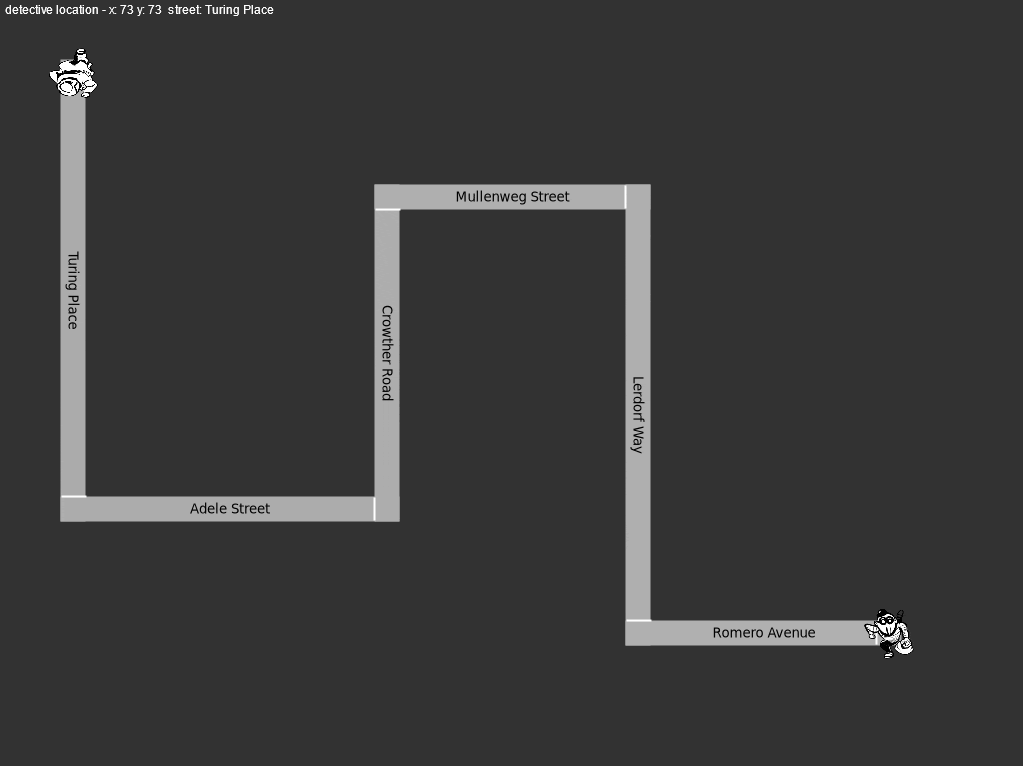 detective location - x: 73 y: 73  street: Turing Place
Mullenweg Street
Turing Place
Crowther Road
Lerdorf Way
Adele Street
Romero Avenue